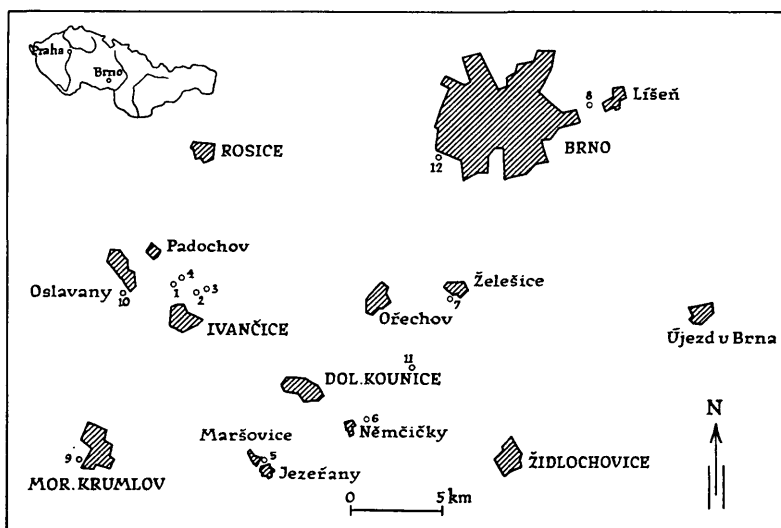 Praha
Brno
8
Líšeň
ROSICE
BRNO
12
Padochov
4
Oslavany
10
1
2
3
IVANČICE
Želešice
7
Ořechov
Újezd u Brna
11
DOL. KOUNICE
6
Němčičky
N
Maršovice
5
Jezeřany
9
MOR. KRUMLOV
ŽIDLOCHOVICE
0
5 km